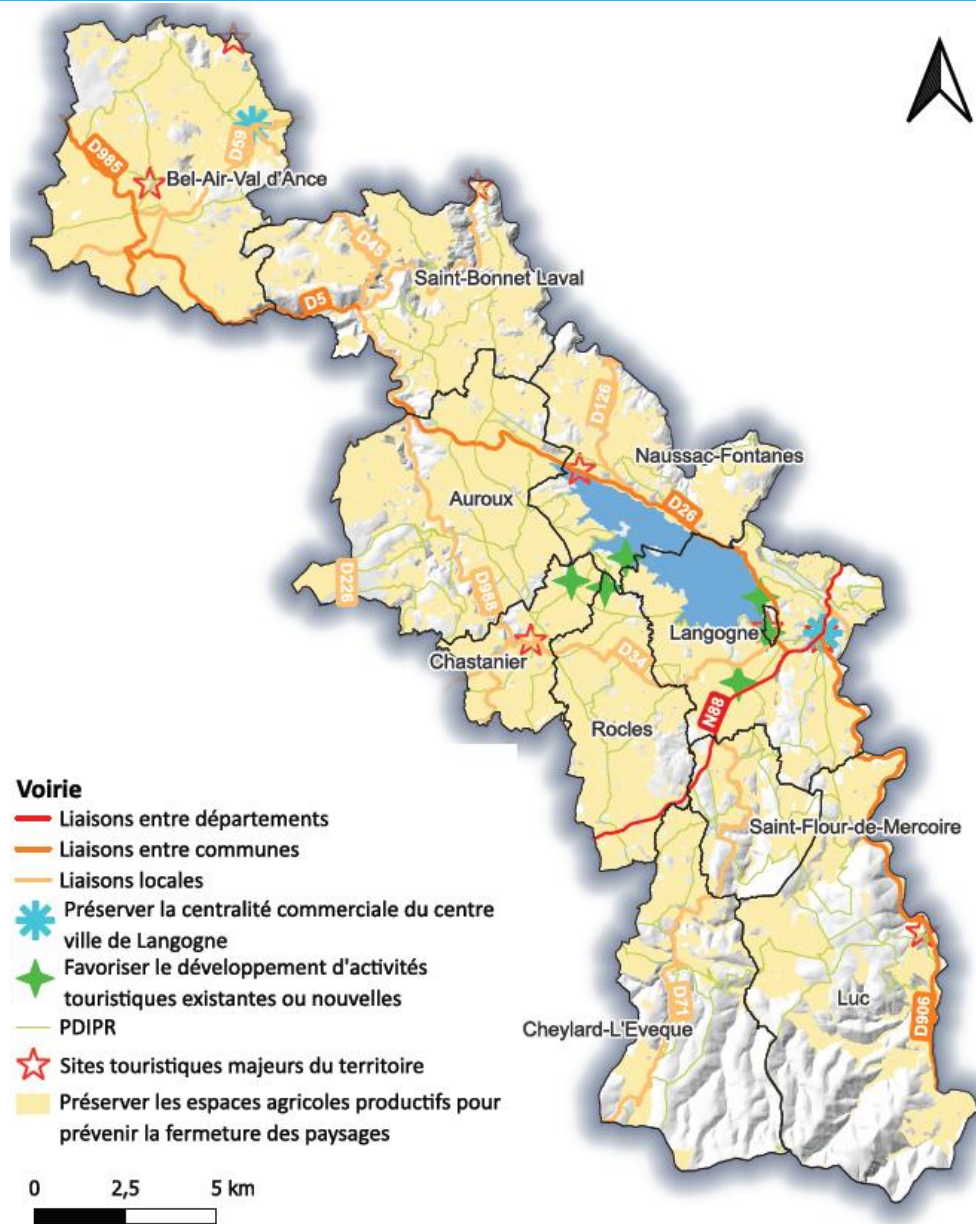 D985
D59
Bel-Air-Val d'Ance
D45
Saint-Bonnet Laval
D5
D126
Naussac-Fontanes
Auroux
D26
D226
D988
Langogne
Chastanier
D34
N88
Rocles
Saint-Flour-de-Mercoire
D71
Luc
D906
Cheylard-L'Eveque
Voirie
Liaisons entre départements
Liaisons entre communes
Liaisons locales
Préserver la centralité commerciale du centre
ville de Langogne
Favoriser le développement d'activités
touristiques existantes ou nouvelles
PDIPR
Sites touristiques majeurs du territoire
Préserver les espaces agricoles productifs pour
prévenir la fermeture des paysages
0 2,5 5 km